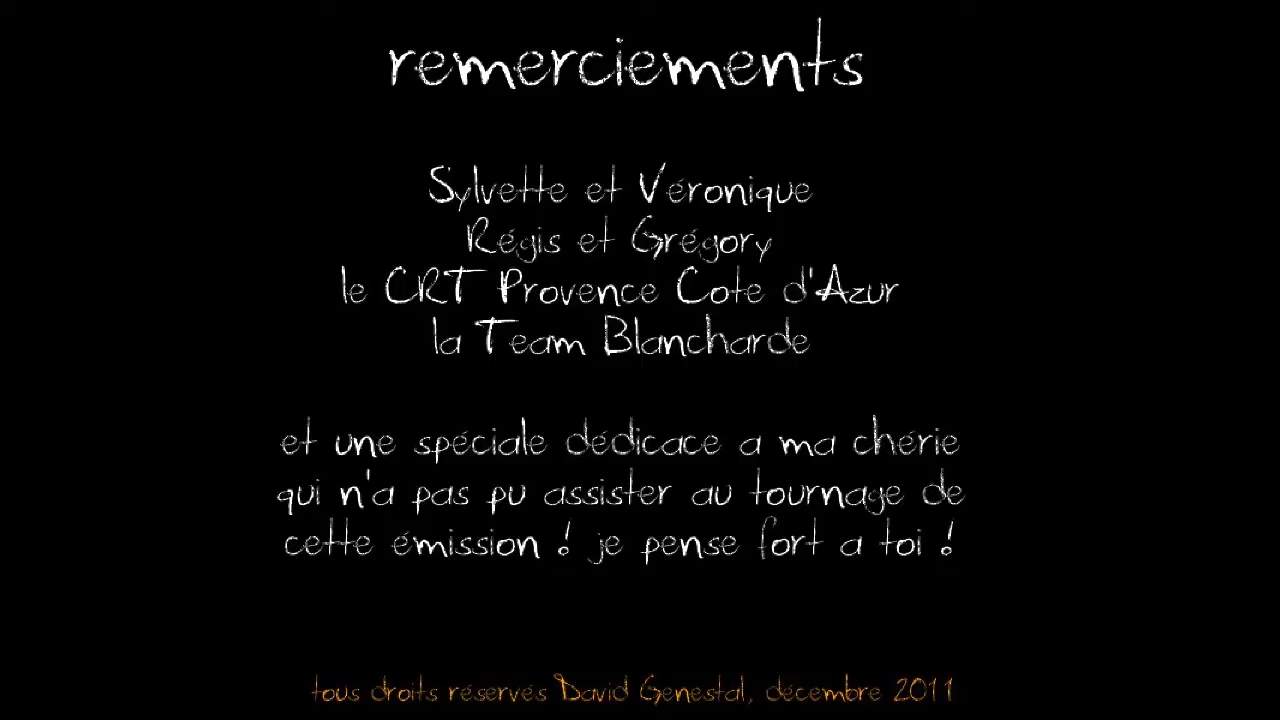 remerciements
Sylvette et Véronique
Régis et Grégory
le CRT Provence Cote d'Azur
la Team Blancharde
et une spéciale dédicace a ma chérie
qui n'a pas pu assister au tournage de
cette émission ! je pense fort a toi !
tous droits réservés David Genestal, décembre 2011